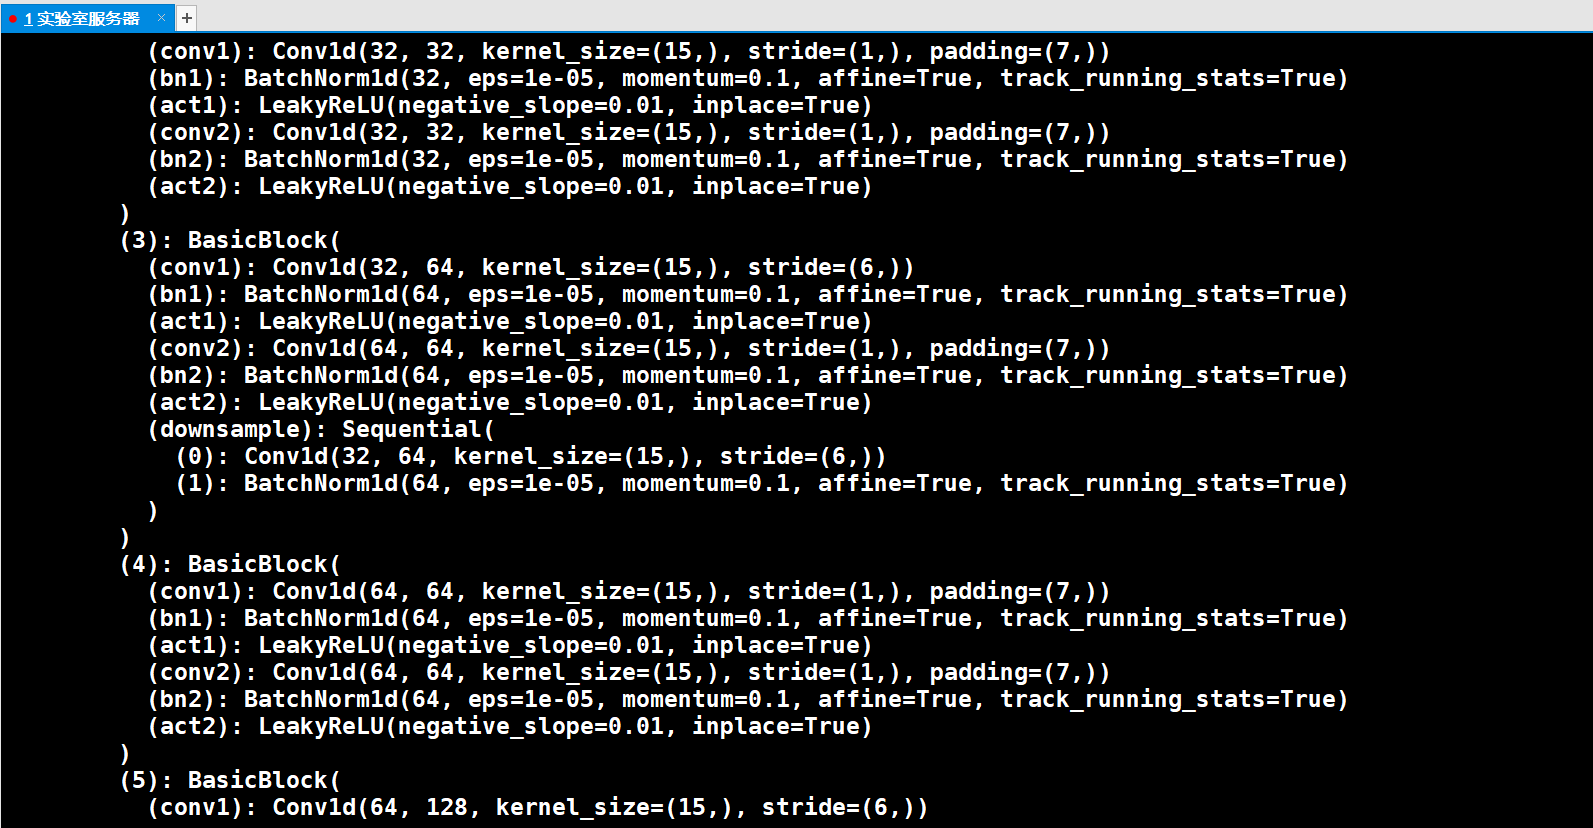 1 实验室服务器 × +
(conv1): Conv1d(32, 32, kernel_size=(15,), stride=(1,), padding=(7,))
(bn1): BatchNorm1d(32, eps=1e-05, momentum=0.1, affine=True, track_running_stats=True)
(act1): LeakyReLU(negative_slope=0.01, inplace=True)
(conv2): Conv1d(32, 32, kernel_size=(15,), stride=(1,), padding=(7,))
(bn2): BatchNorm1d(32, eps=1e-05, momentum=0.1, affine=True, track_running_stats=True)
(act2): LeakyReLU(negative_slope=0.01, inplace=True)
)
(3): BasicBlock(
(conv1): Conv1d(32, 64, kernel_size=(15,), stride=(6,))
(bn1): BatchNorm1d(64, eps=1e-05, momentum=0.1, affine=True, track_running_stats=True)
(act1): LeakyReLU(negative_slope=0.01, inplace=True)
(conv2): Conv1d(64, 64, kernel_size=(15,), stride=(1,), padding=(7,))
(bn2): BatchNorm1d(64, eps=1e-05, momentum=0.1, affine=True, track_running_stats=True)
(act2): LeakyReLU(negative_slope=0.01, inplace=True)
(downsample): Sequential(
(0): Conv1d(32, 64, kernel_size=(15,), stride=(6,))
(1): BatchNorm1d(64, eps=1e-05, momentum=0.1, affine=True, track_running_stats=True)
)
)
(4): BasicBlock(
(conv1): Conv1d(64, 64, kernel_size=(15,), stride=(1,), padding=(7,))
(bn1): BatchNorm1d(64, eps=1e-05, momentum=0.1, affine=True, track_running_stats=True)
(act1): LeakyReLU(negative_slope=0.01, inplace=True)
(conv2): Conv1d(64, 64, kernel_size=(15,), stride=(1,), padding=(7,))
(bn2): BatchNorm1d(64, eps=1e-05, momentum=0.1, affine=True, track_running_stats=True)
(act2): LeakyReLU(negative_slope=0.01, inplace=True)
)
(5): BasicBlock(
(conv1): Conv1d(64, 128, kernel_size=(15,), stride=(6,))